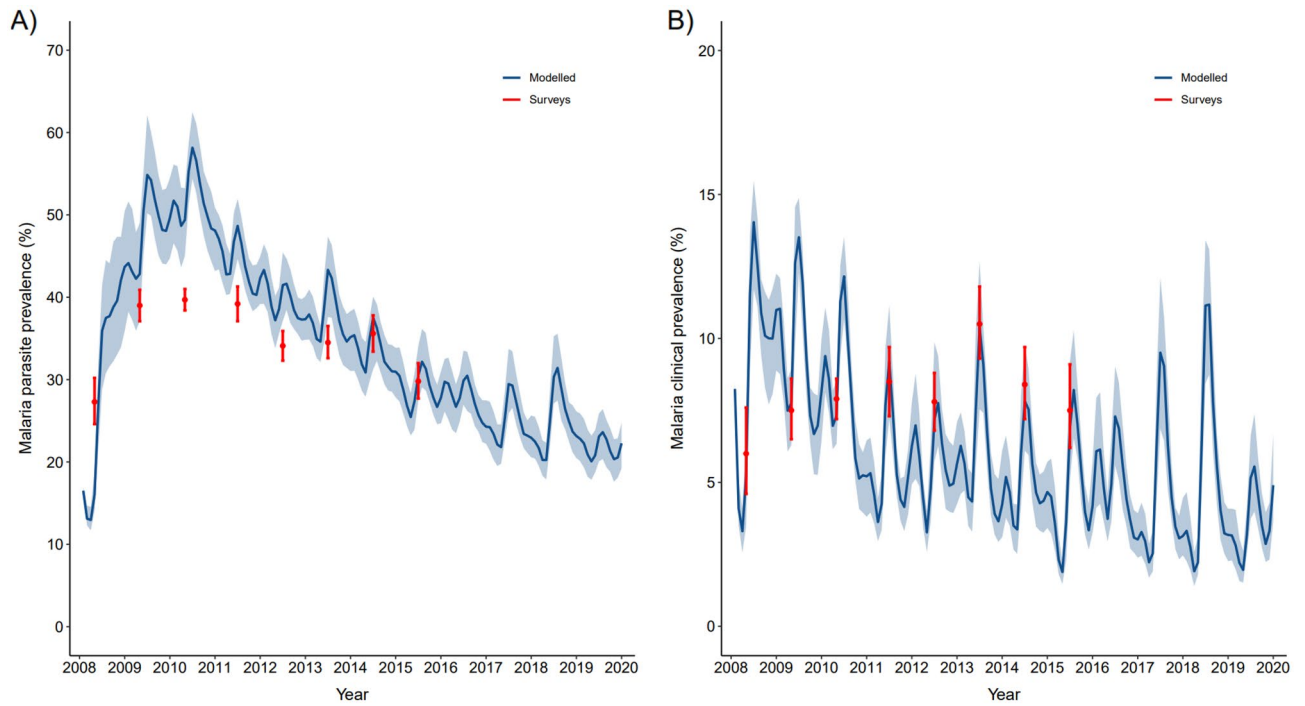 A)
Malaria parasite prevalence (%)
70
60
50
40
30
20
10
0
Modelled
Surveys
2008 2009 2010 2011 2012 2013 2014 2015 2016 2017 2018 2019 2020
Year
B)
Malaria clinical prevalence (%)
20
15
10
5
0
Modelled
Surveys
2008 2009 2010 2011 2012 2013 2014 2015 2016 2017 2018 2019 2020
Year